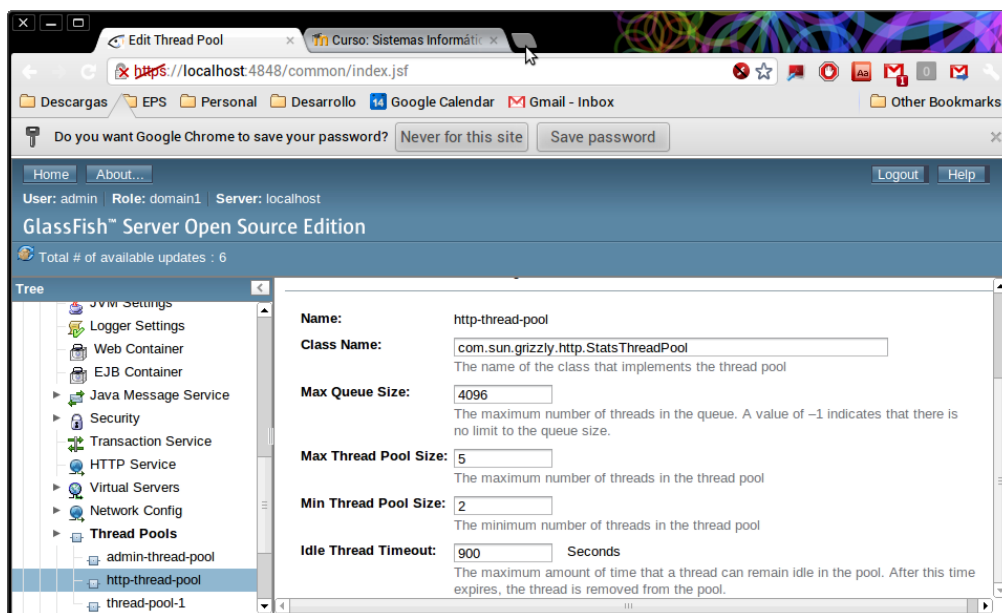 Edit Thread Pool
Curso: Sistemas Informátic
https://localhost:4848/common/index.jsf
Aa
1
0
Descargas EPS Personal Desarrollo 14 Google Calendar Gmail - Inbox Other Bookmarks
Do you want Google Chrome to save your password? Never for this site Save password
Home About... Logout Help
User: admin Role: domain1 Server: localhost
GlassFish™ Server Open Source Edition
Total # of available updates : 6
Tree
JVM Settings
Logger Settings
Web Container
EJB Container
Java Message Service
Security
Transaction Service
HTTP Service
Virtual Servers
Network Config
Thread Pools
admin-thread-pool
http-thread-pool
thread-pool-1
Name: http-thread-pool
Class Name: com.sun.grizzly.http.StatsThreadPool
The name of the class that implements the thread pool
Max Queue Size: 4096
The maximum number of threads in the queue. A value of –1 indicates that there is
no limit to the queue size.
Max Thread Pool Size: 5
The maximum number of threads in the thread pool
Min Thread Pool Size: 2
The minimum number of threads in the thread pool
Idle Thread Timeout: 900 Seconds
The maximum amount of time that a thread can remain idle in the pool. After this time
expires, the thread is removed from the pool.